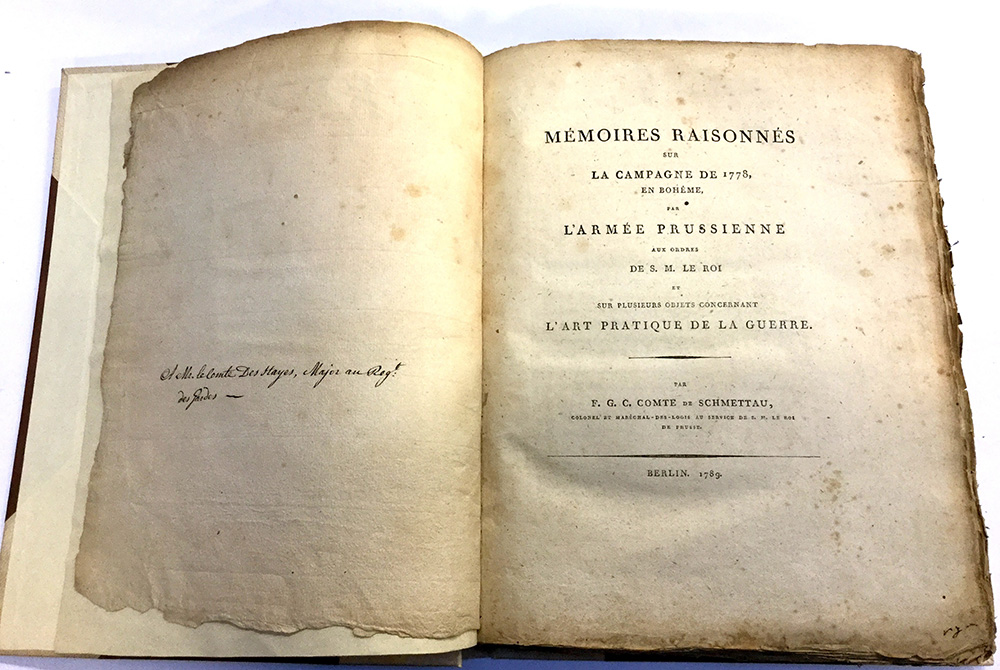 A Mr. le Comte Des Hayes, Major au Regt.
des gardes —
MÉMOIRES RAISONNÉS
SUR
LA CAMPAGNE DE 1778,
EN BOHÊME,
PAR
L'ARMÉE PRUSSIENNE
AUX ORDRES
DE S. M. LE ROI
ET
SUR PLUSIEURS OBJETS CONCERNANT
L'ART PRATIQUE DE LA GUERRE.
PAR
F. G. C. COMTE DE SCHMETTAU,
COLONEL ET MARÉCHAL-DES-LOGIS AU SERVICE DE S. M. LE ROI
DE PRUSSE.
BERLIN. 1789.